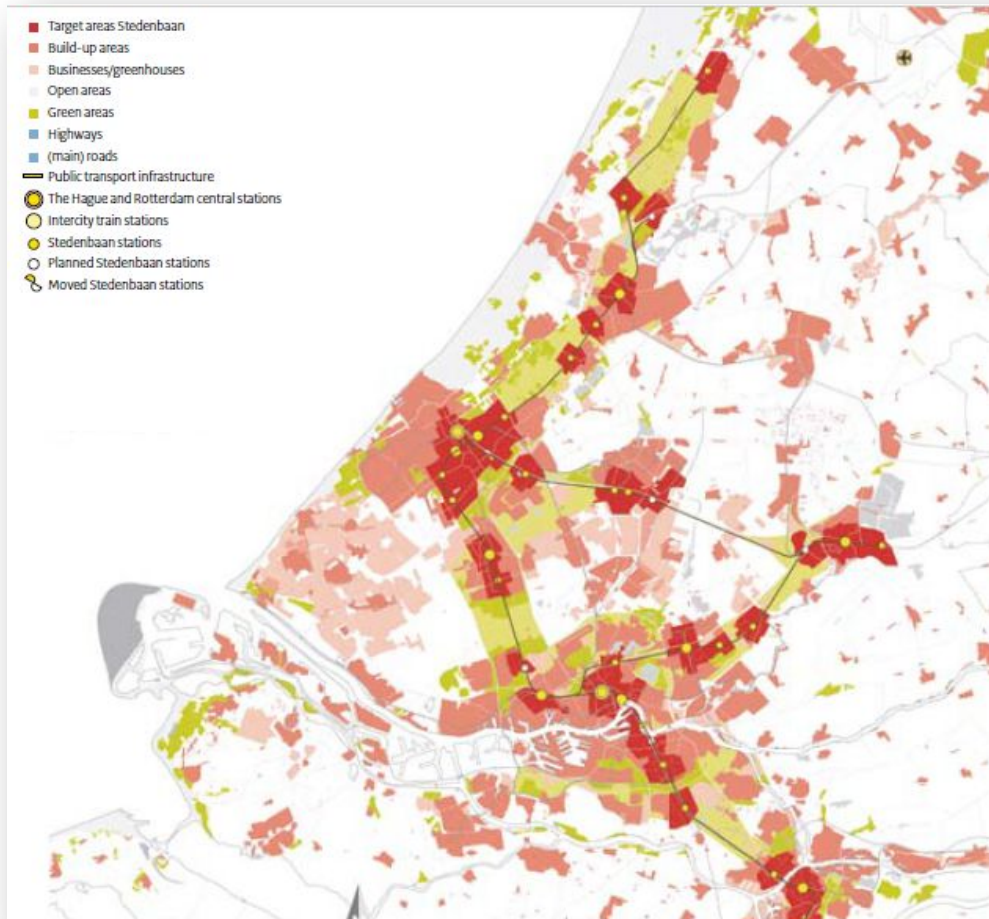 Target areas Stedenbaan
Build-up areas
Businesses/greenhouses
Open areas
Green areas
Highways
(main) roads
Public transport infrastructure
The Hague and Rotterdam central stations
Intercity train stations
Stedenbaan stations
Planned Stedenbaan stations
Moved Stedenbaan stations